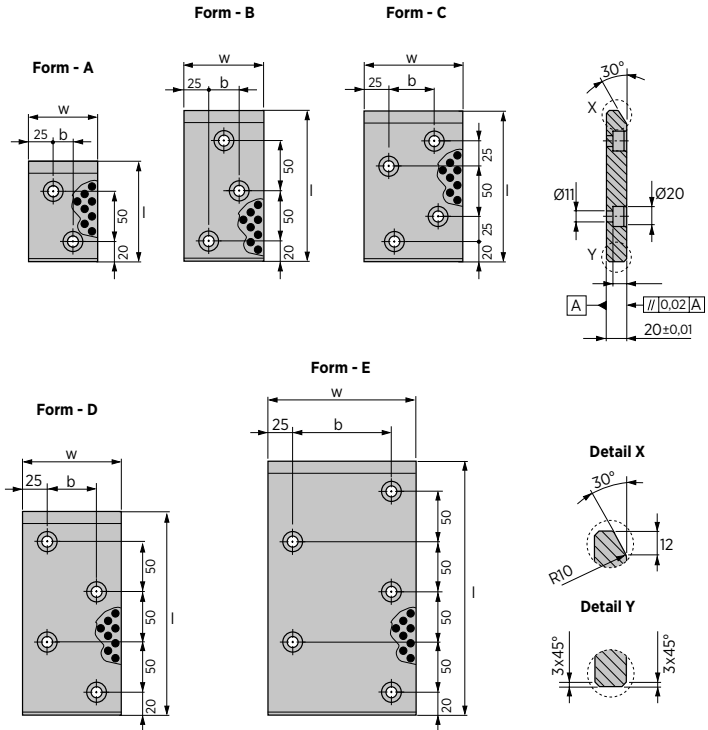 Form - B
Form - C
Form - A
w
25 b
50
50
20
l
w
25 b
50
20
l
w
25 b
25
50
25
20
l
30°
X
Ø11
Ø20
Y
A
// 0,02 A
20±0,01
Form - E
Form - D
w
25 b
50
50
50
20
l
w
25 b
50
50
50
50
20
l
Detail X
30°
12
R10
Detail Y
3x45°
3x45°